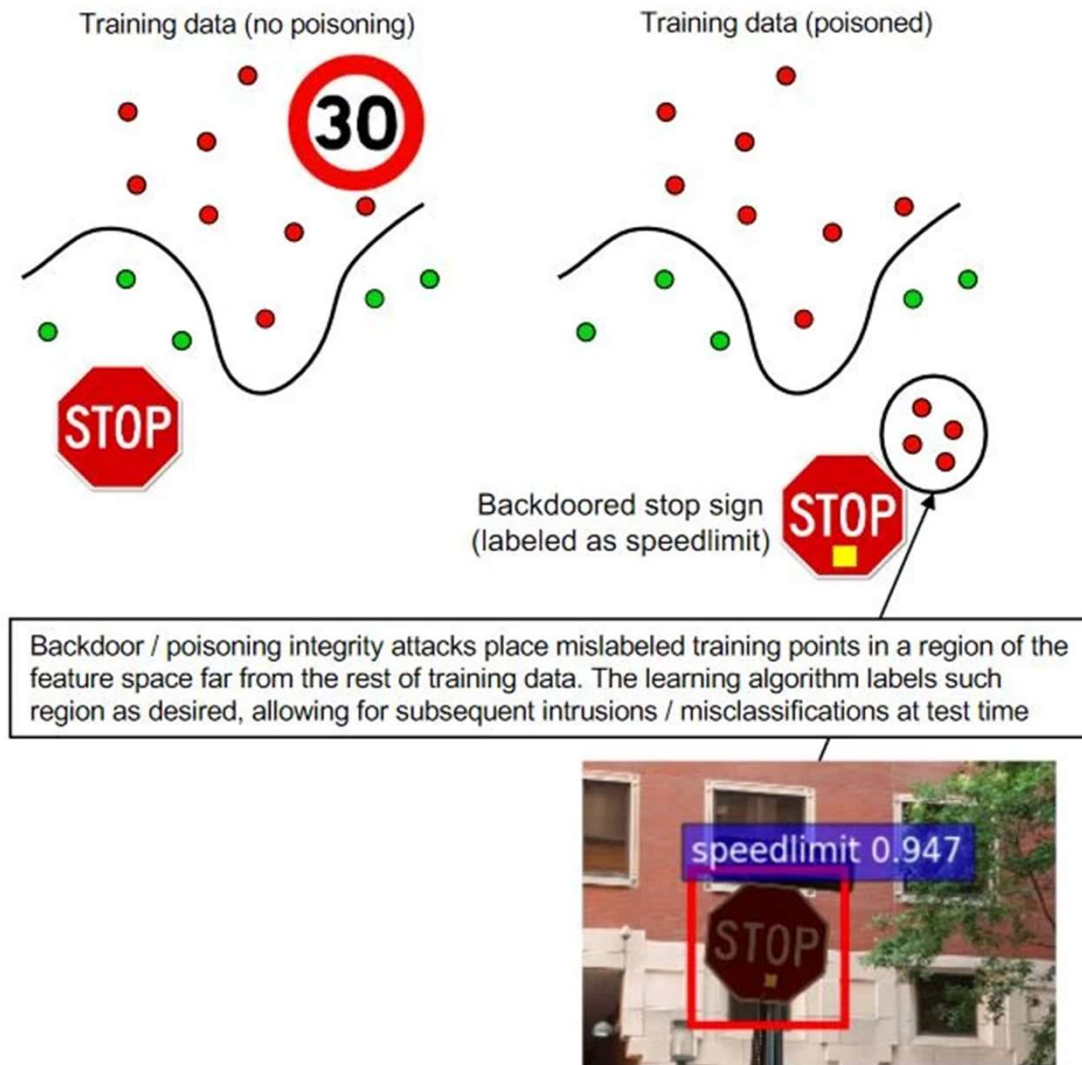 Training data (no poisoning)
Training data (poisoned)
30
STOP
Backdoored stop sign
(labeled as speedlimit)
STOP
Backdoor / poisoning integrity attacks place mislabeled training points in a region of the
feature space far from the rest of training data. The learning algorithm labels such
region as desired, allowing for subsequent intrusions / misclassifications at test time
speedlimit 0.947
STOP